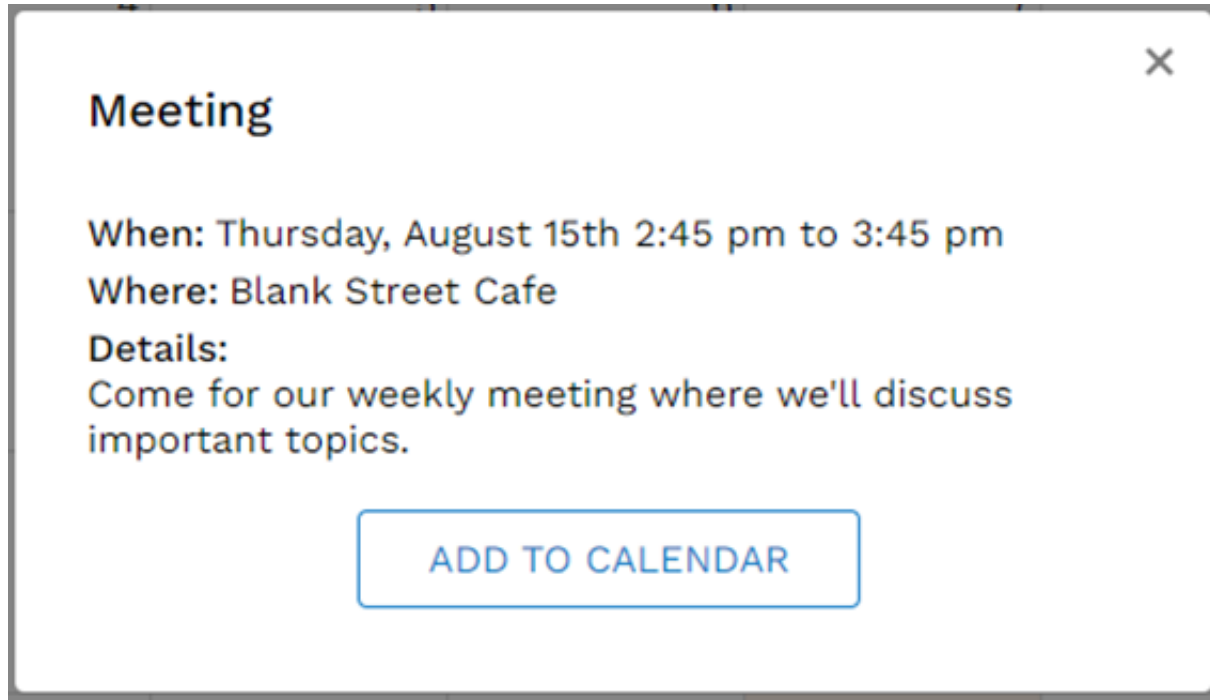 Meeting
When: Thursday, August 15th 2:45 pm to 3:45 pm
Where: Blank Street Cafe
Details:
Come for our weekly meeting where we'll discuss
important topics.
ADD TO CALENDAR